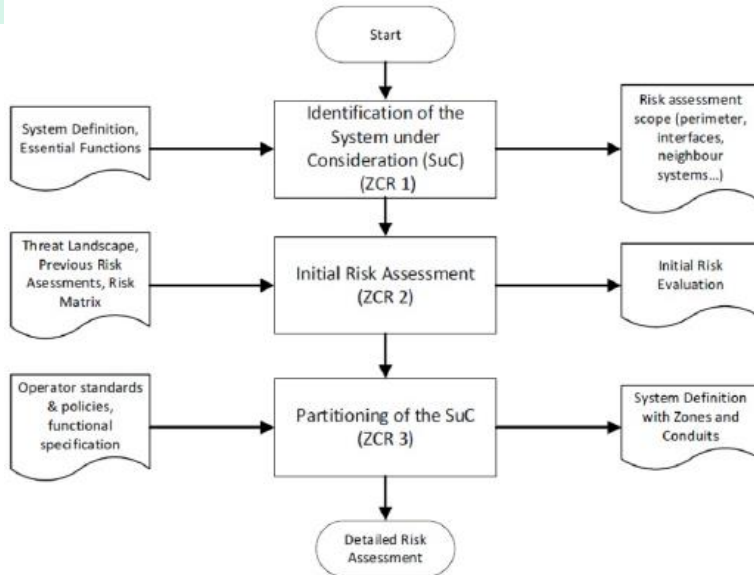 Start
System Definition,
Essential Functions
Identification of the
System under
Consideration (SuC)
(ZCR 1)
Risk assessment
scope (perimeter,
interfaces,
neighbour
systems...)
Threat Landscape,
Previous Risk
Asessments, Risk
Matrix
Initial Risk Assessment
(ZCR 2)
Initial Risk
Evaluation
Operator standards
& policies,
functional
specification
Partitioning of the SuC
(ZCR 3)
System Definition
with Zones and
Conduits
Detailed Risk
Assessment